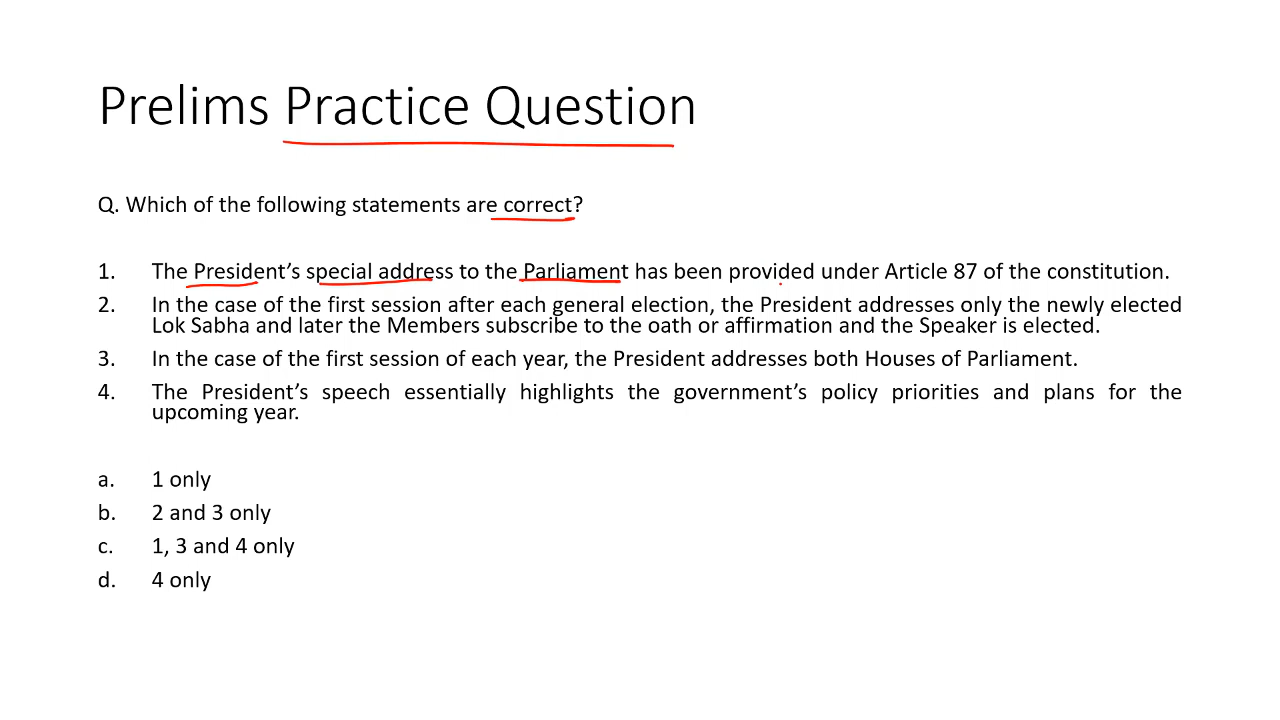 Prelims Practice Question
Q. Which of the following statements are correct?
1. The President's special address to the Parliament has been provided under Article 87 of the constitution.
2. In the case of the first session after each general election, the President addresses only the newly elected
Lok Sabha and later the Members subscribe to the oath or affirmation and the Speaker is elected.
3. In the case of the first session of each year, the President addresses both Houses of Parliament.
4. The President's speech essentially highlights the government's policy priorities and plans for the
upcoming year.
a. 1 only
b. 2 and 3 only
c. 1, 3 and 4 only
d. 4 only